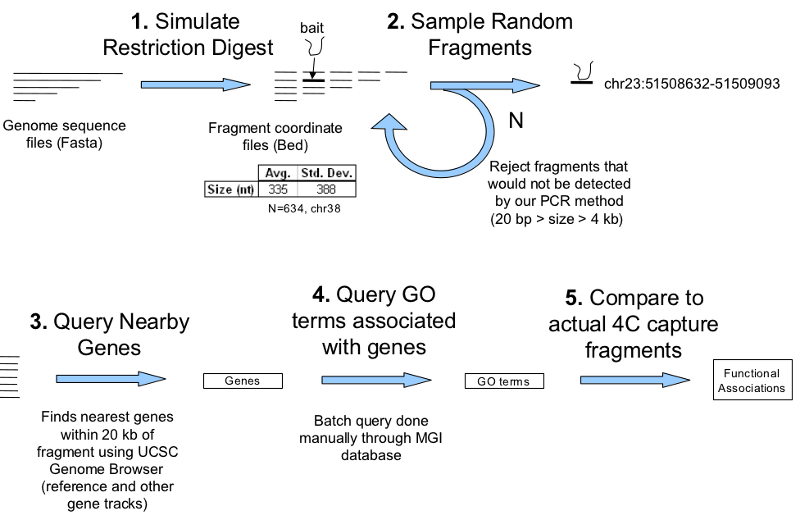 1. Simulate
Restriction Digest
bait
2. Sample Random
Fragments
chr23:51508632-51509093
N
Genome sequence
files (Fasta)
Fragment coordinate
files (Bed)
Avg. Std. Dev.
Size (nt) 335 388
N=634, chr38
Reject fragments that
would not be detected
by our PCR method
(20 bp > size > 4 kb)
3. Query Nearby
Genes
4. Query GO
terms associated
with genes
5. Compare to
actual 4C capture
fragments
Genes
GO terms
Functional
Associations
Finds nearest genes
within 20 kb of
fragment using UCSC
Genome Browser
(reference and other
gene tracks)
Batch query done
manually through MGI
database